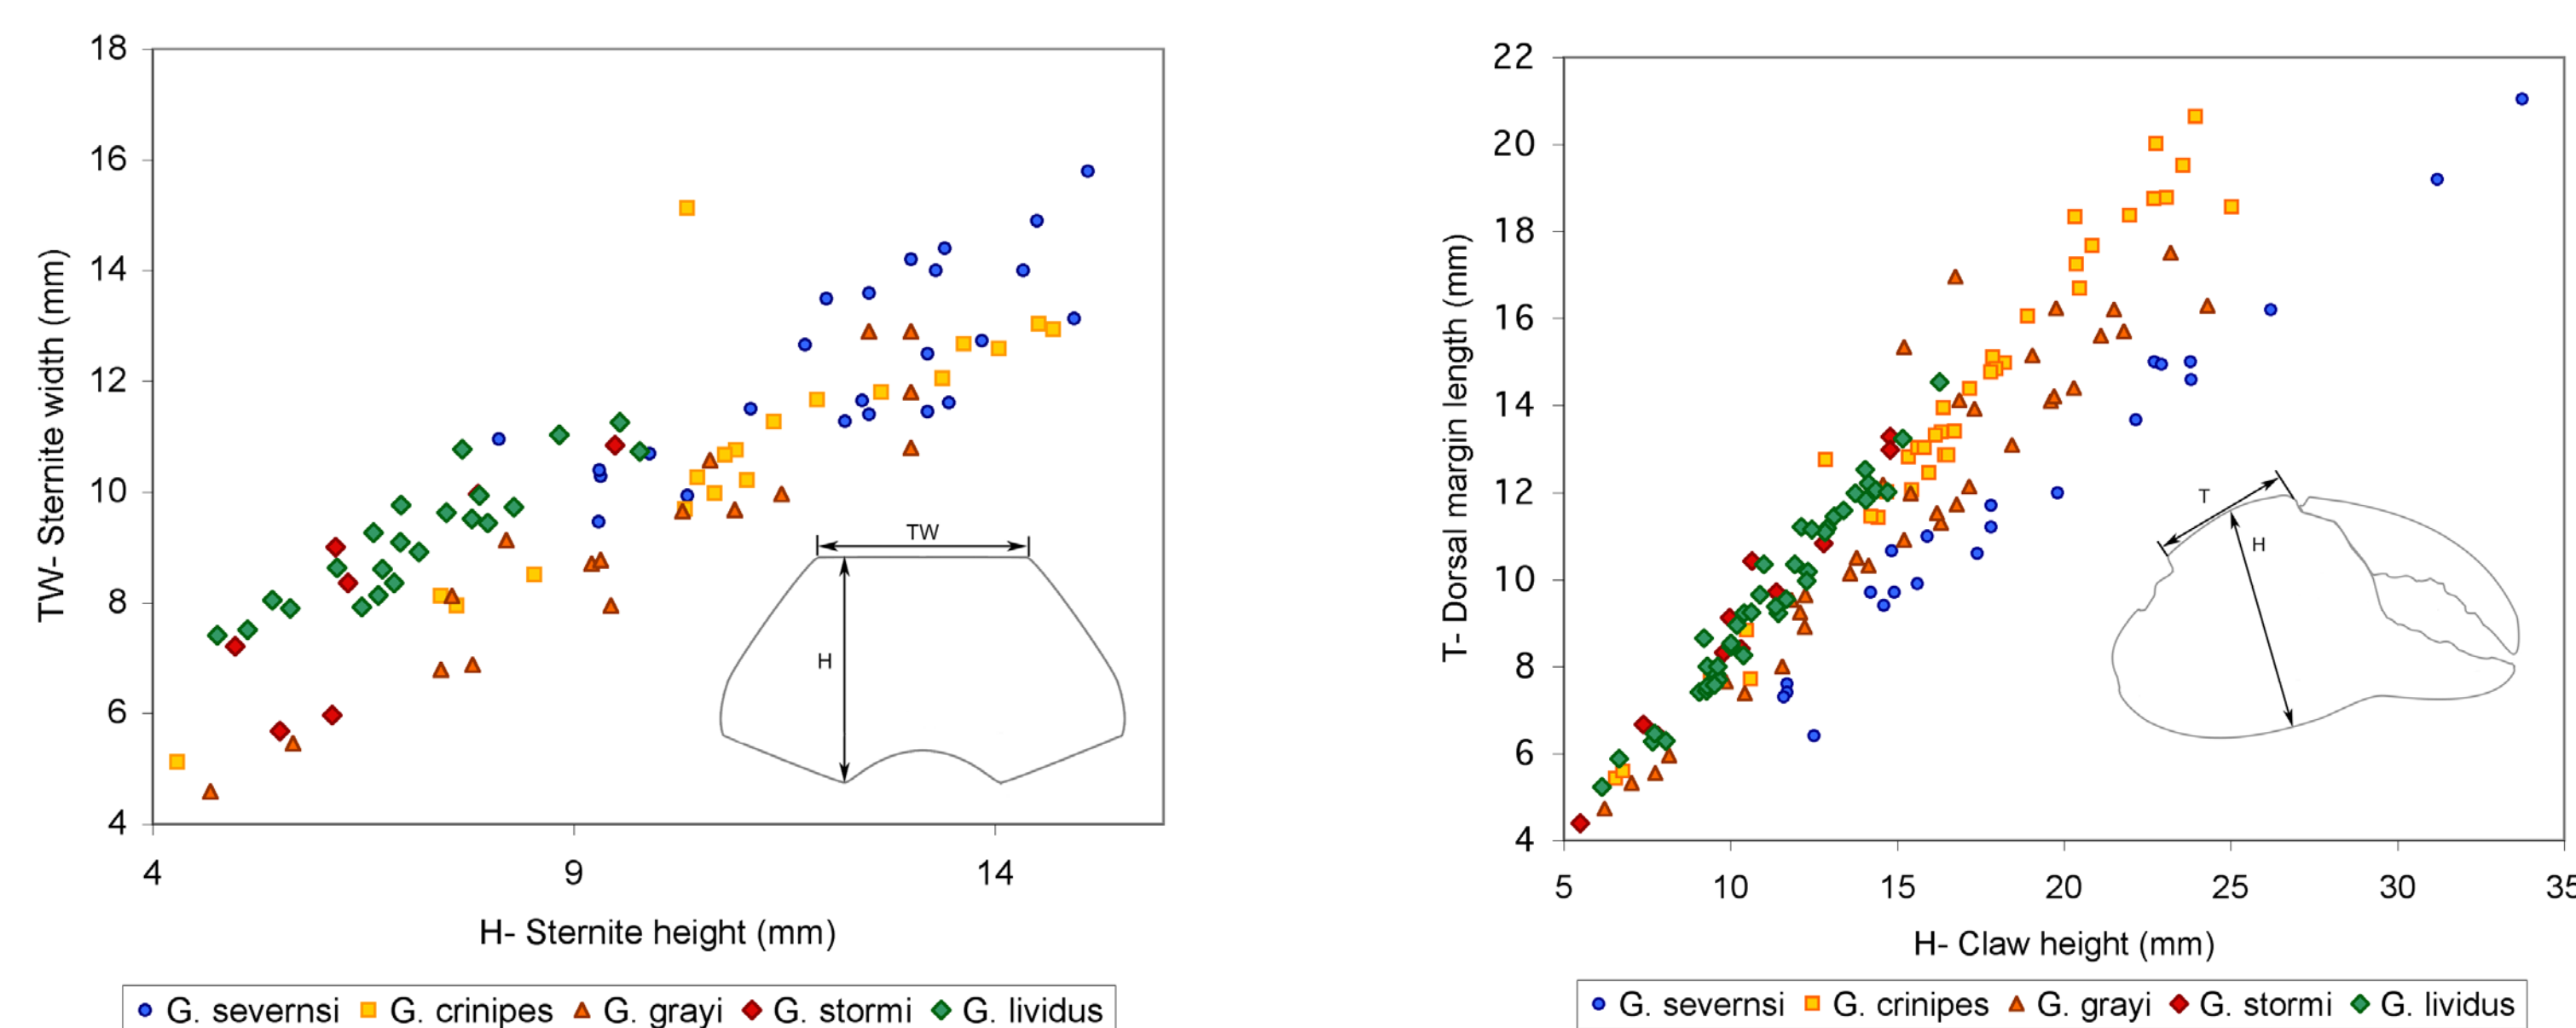 18
16
14
12
10
8
6
4
TW- Sternite width (mm)
TW
H
4 9 14
H- Sternite height (mm)
G. severnsi G. crinipes G. grayi G. stormi G. lividus
22
20
18
16
14
12
10
8
6
4
T- Dorsal margin length (mm)
T
H
5 10 15 20 25 30 35
H- Claw height (mm)
G. severnsi G. crinipes G. grayi G. stormi G. lividus